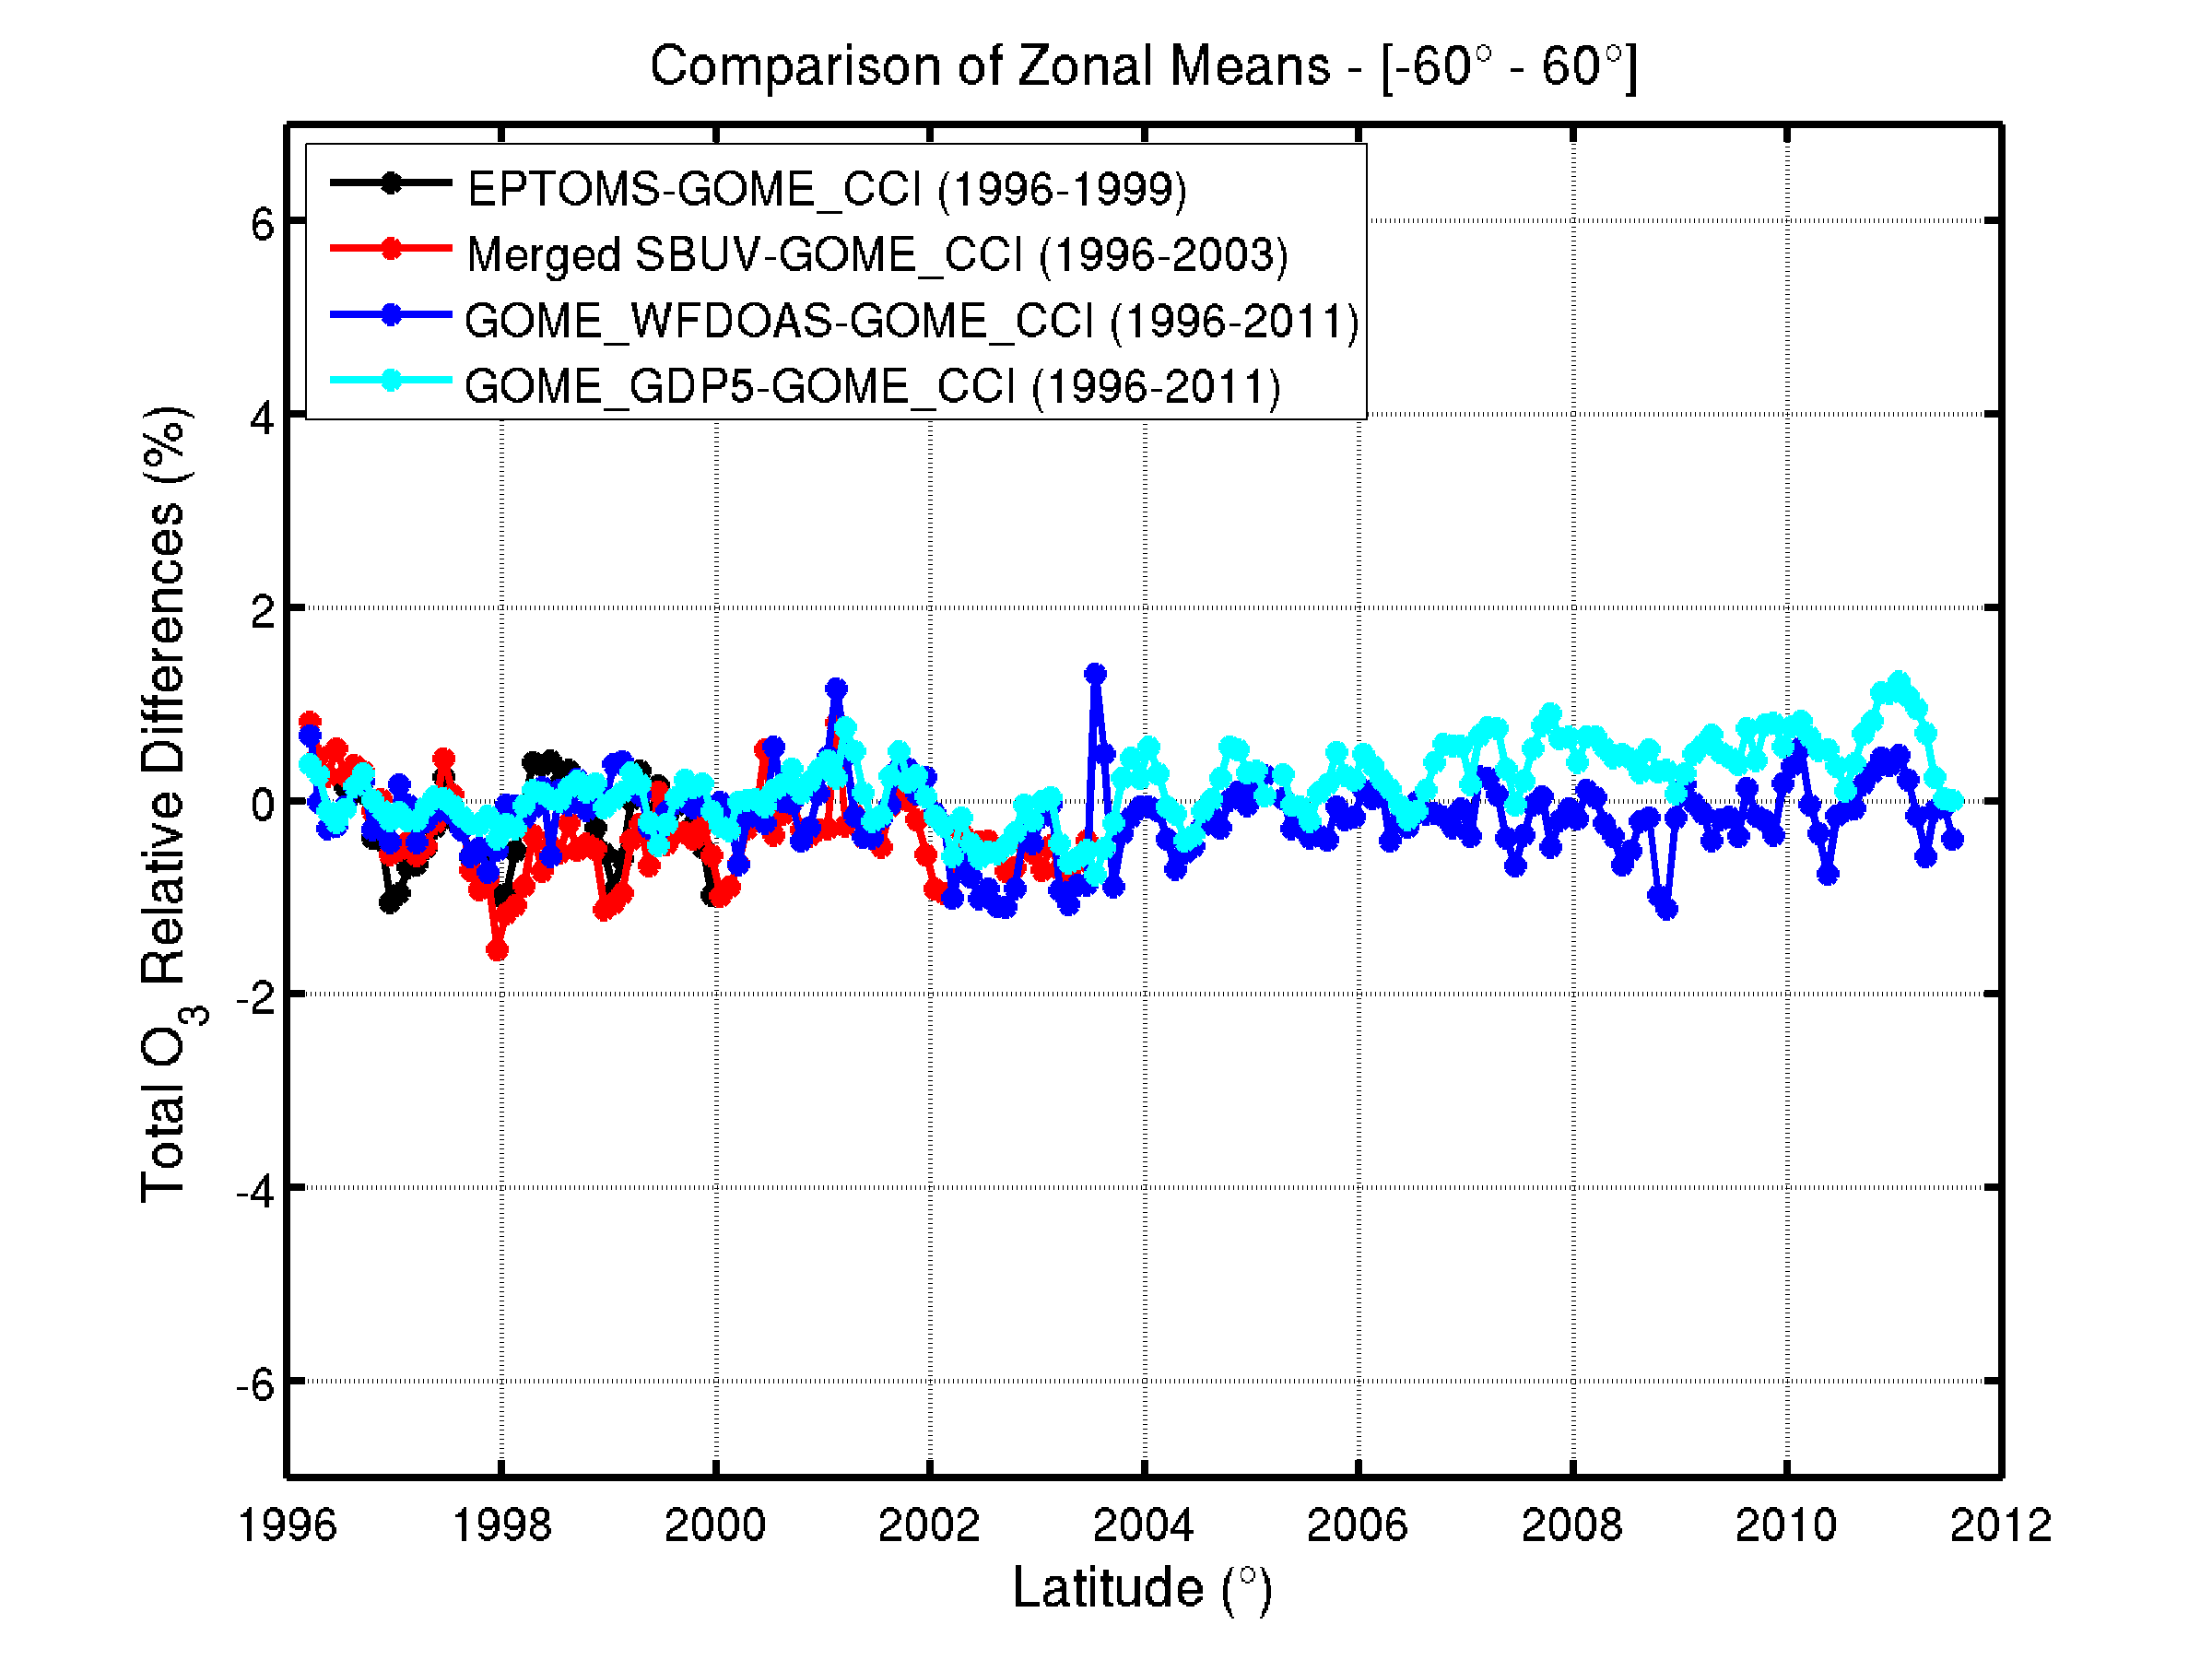 Comparison of Zonal Means - [-60° - 60°]
EPTOMS-GOME_CCI (1996-1999)
Merged SBUV-GOME_CCI (1996-2003)
GOME_WFDOAS-GOME_CCI (1996-2011)
GOME_GDP5-GOME_CCI (1996-2011)
Total O3 Relative Differences (%)
6
4
2
0
-2
-4
-6
1996 1998 2000 2002 2004 2006 2008 2010 2012
Latitude (°)